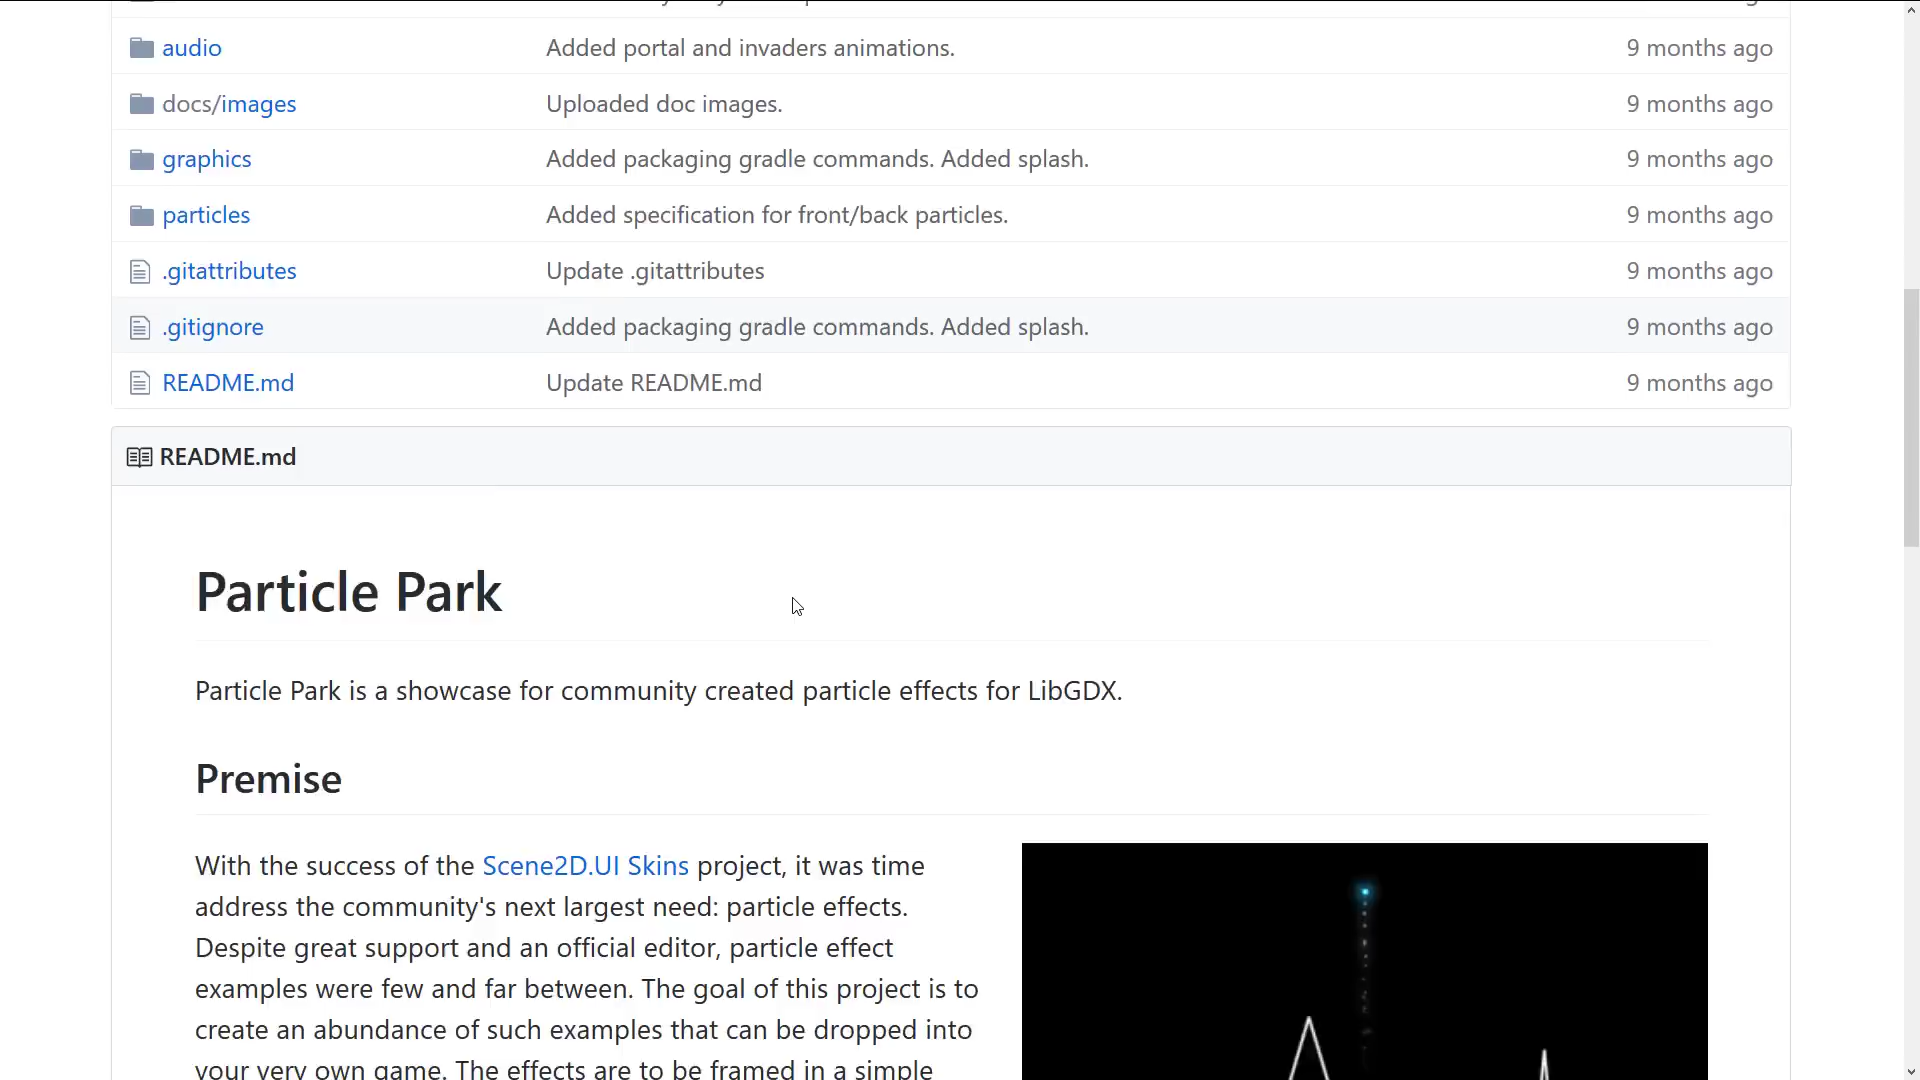 audio Added portal and invaders animations. 9 months ago
docs/images Uploaded doc images. 9 months ago
graphics Added packaging gradle commands. Added splash. 9 months ago
particles Added specification for front/back particles. 9 months ago
.gitattributes Update .gitattributes 9 months ago
.gitignore Added packaging gradle commands. Added splash. 9 months ago
README.md Update README.md 9 months ago
README.md
Particle Park
Particle Park is a showcase for community created particle effects for LibGDX.
Premise
With the success of the Scene2D.UI Skins project, it was time
address the community's next largest need: particle effects.
Despite great support and an official editor, particle effect
examples were few and far between. The goal of this project is to
create an abundance of such examples that can be dropped into
your very own game. The effects are to be framed in a simple